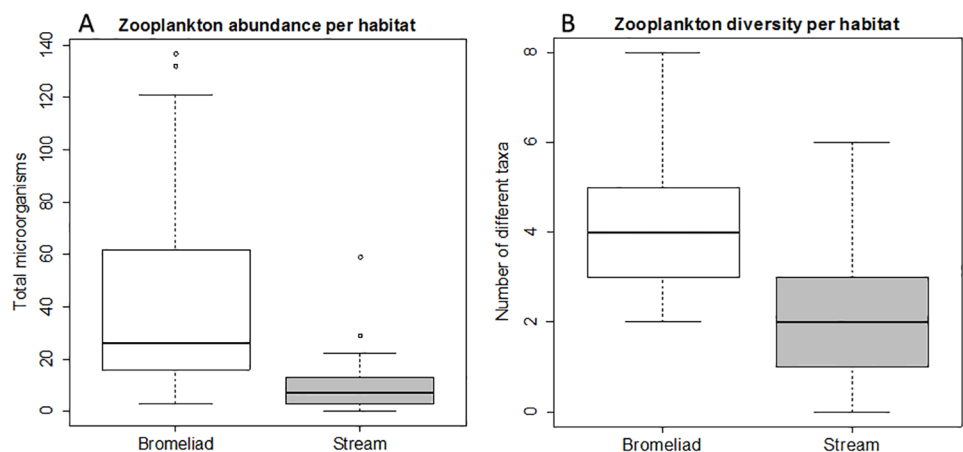 A Zooplankton abundance per habitat
Total microorganisms
140
120
100
80
60
40
20
0
Bromeliad Stream
B Zooplankton diversity per habitat
Number of different taxa
8
6
4
2
0
Bromeliad Stream